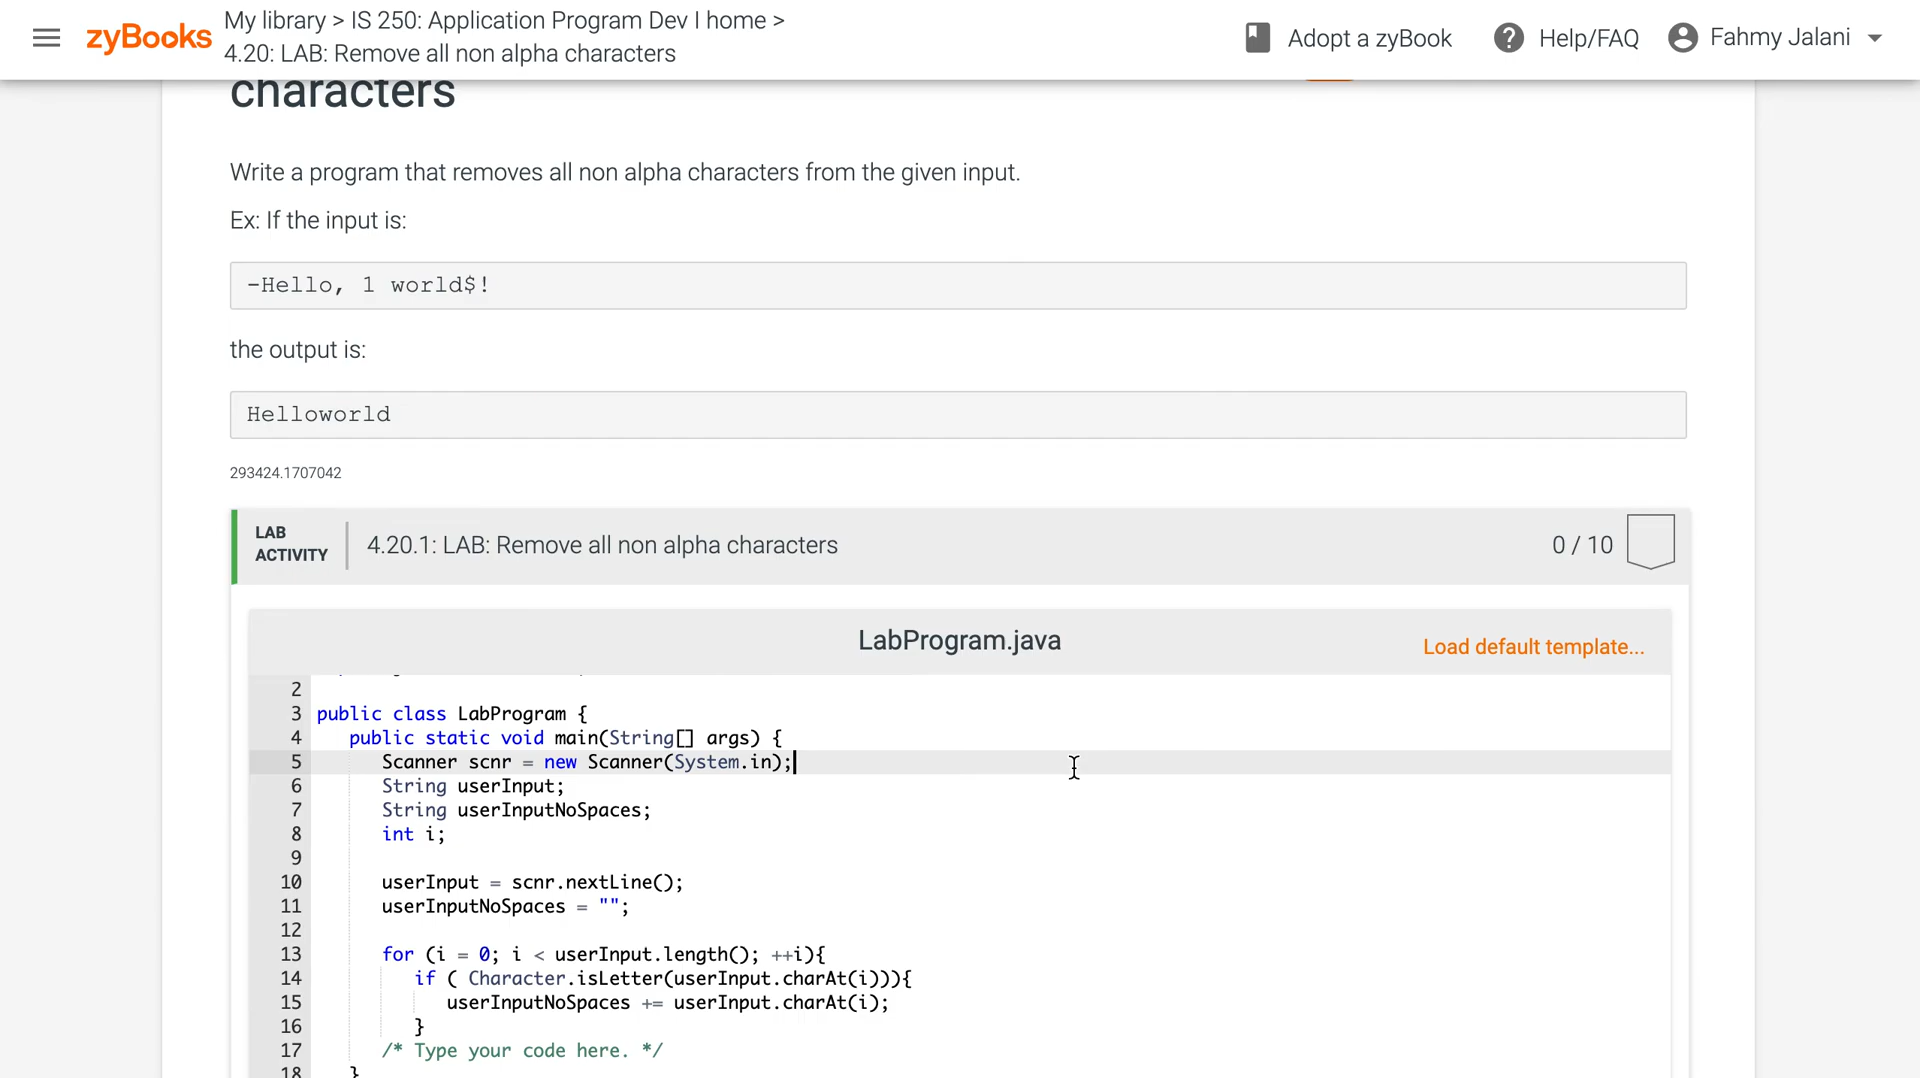 zyBooks
My library > IS 250: Application Program Dev I home >
4.20: LAB: Remove all non alpha characters
Adopt a zyBook
Help/FAQ
Fahmy Jalani
characters
Write a program that removes all non alpha characters from the given input.
Ex: If the input is:
-Hello, 1 world$!
the output is:
Helloworld
293424.1707042
LAB
ACTIVITY
4.20.1: LAB: Remove all non alpha characters
0 / 10
LabProgram.java
Load default template...
2
3 public class LabProgram {
4 public static void main(String[] args) {
5 Scanner scnr = new Scanner(System.in);
6 String userInput;
7 String userInputNoSpaces;
8 int i;
9
10 userInput = scnr.nextLine();
11 userInputNoSpaces = "";
12
13 for (i = 0; i < userInput.length(); ++i){
14 if ( Character.isLetter(userInput.charAt(i))){
15 userInputNoSpaces += userInput.charAt(i);
16 }
17 /* Type your code here. */
18 }